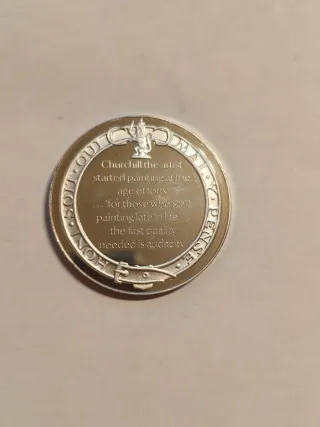 HONI · SOIT · QUI · MAL · Y · PENSE ·
Churchill the artist
started painting at the
age of forty
... "for those who start
painting late in life ...
the first quality
needed is audacity